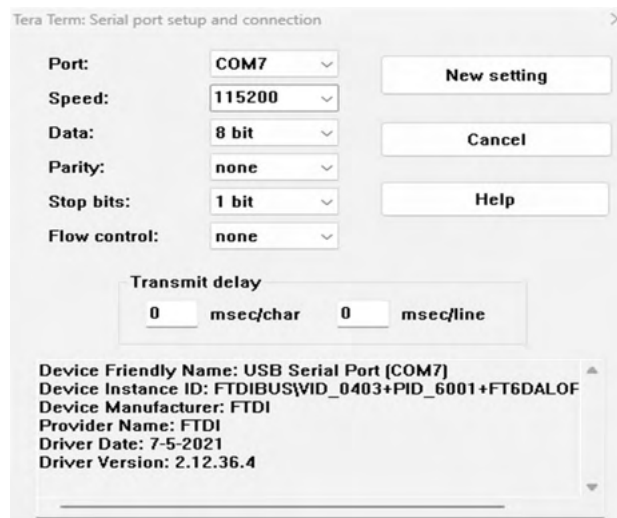 Tera Term: Serial port setup and connection
Port: COM7 New setting
Speed: 115200
Data: 8 bit Cancel
Parity: none
Stop bits: 1 bit Help
Flow control: none
Transmit delay
0 msec/char 0 msec/line
Device Friendly Name: USB Serial Port (COM7)
Device Instance ID: FTDIBUS\VID_0403+PID_6001+FT6DALOF
Device Manufacturer: FTDI
Provider Name: FTDI
Driver Date: 7-5-2021
Driver Version: 2.12.36.4